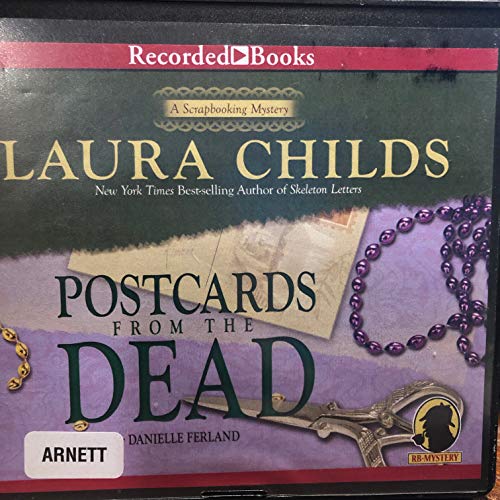 Recorded Books
A Scrapbooking Mystery
LAURA CHILDS
New York Times Best-selling Author of Skeleton Letters
POSTCARDS
FROM THE
DEAD
DANIELLE FERLAND
ARNETT
RB-MYSTERY